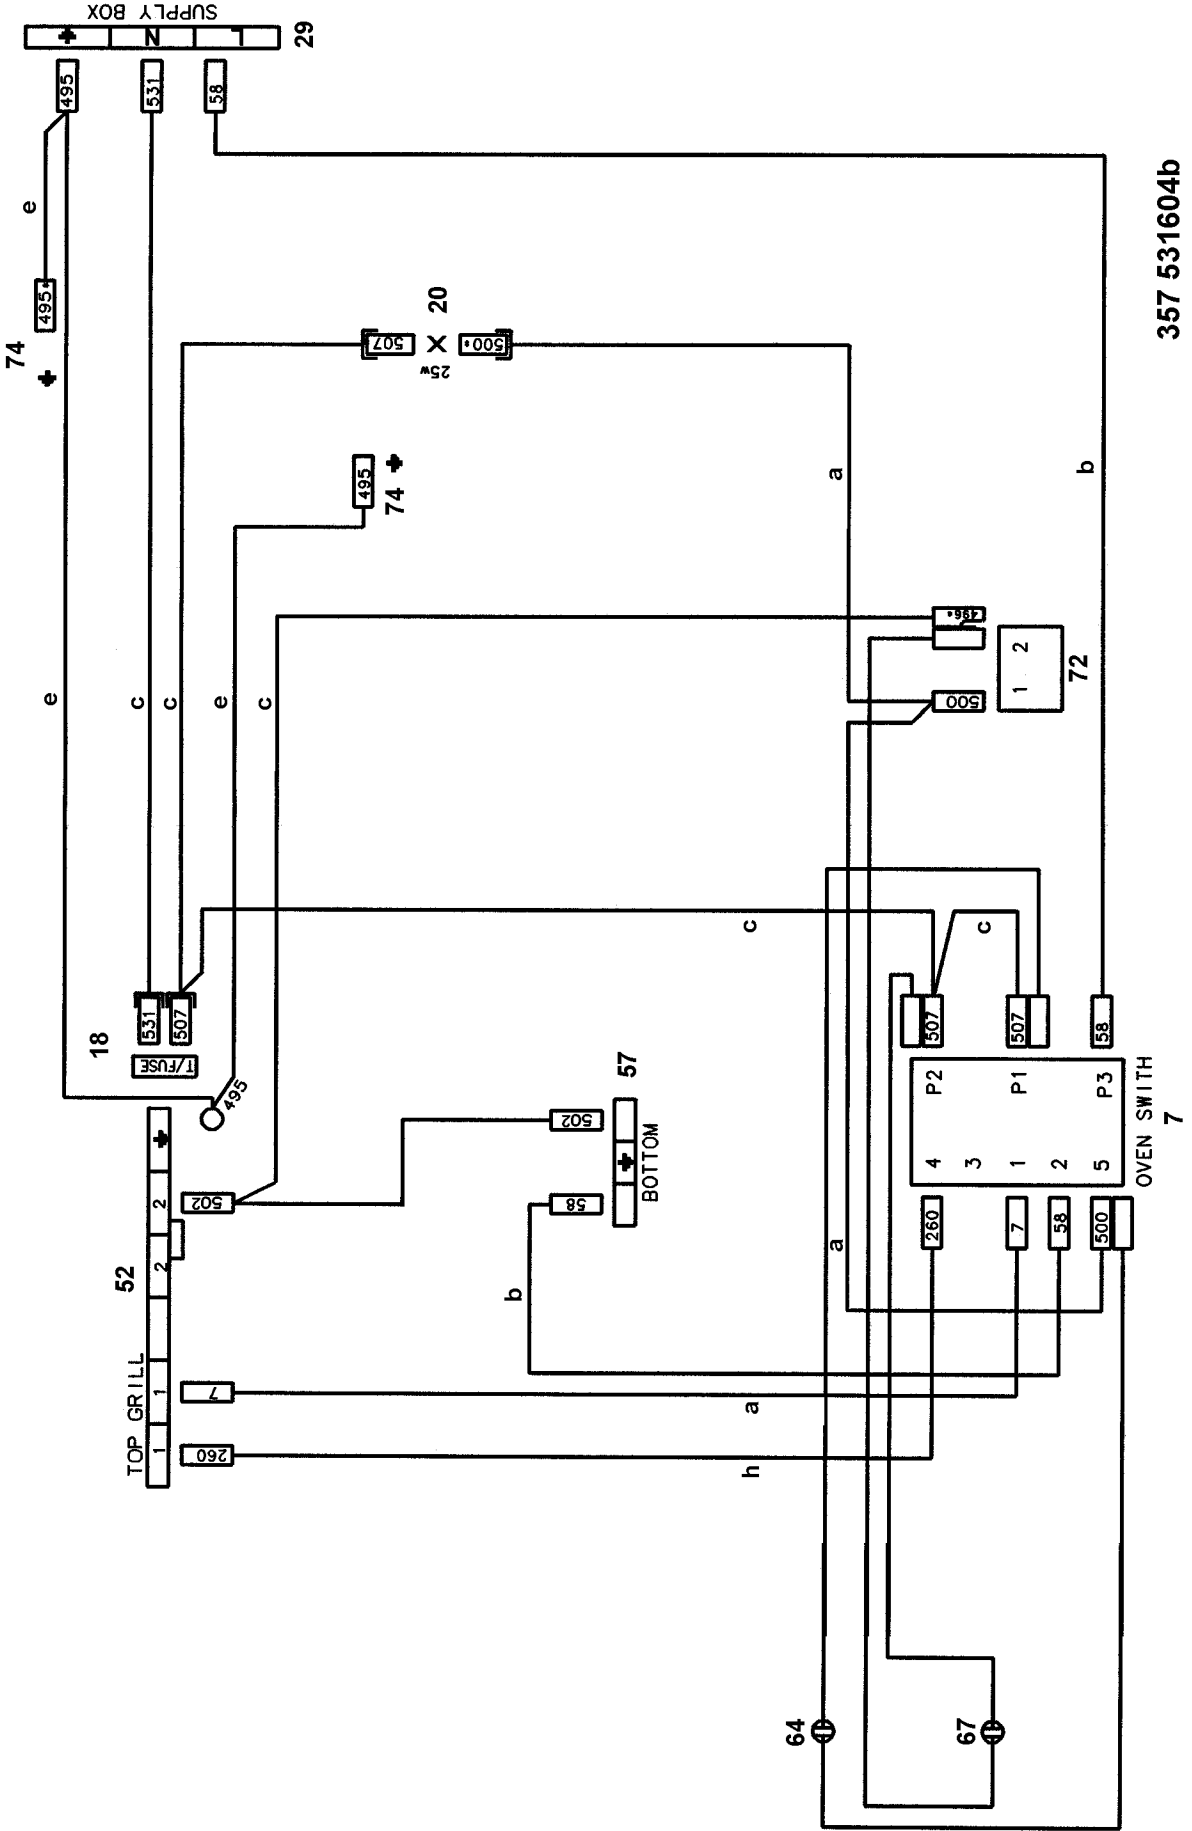 SUPPLY BOX
N
L
29
495
531
58
e
495*
74
e
c
c
e
c
507
20
500*
25w
495
74
a
b
496*
500
1 2
72
18
531
507
T/FUSE
495
c
c
52
TOP GRILL
1
1
2
2
502
7
260
502
58
57
BOTTOM
b
a
h
a
507
507
58
P2
P1
P3
4
3
1
2
5
260
7
58
500
OVEN SWITH
7
64
67
357 531604b